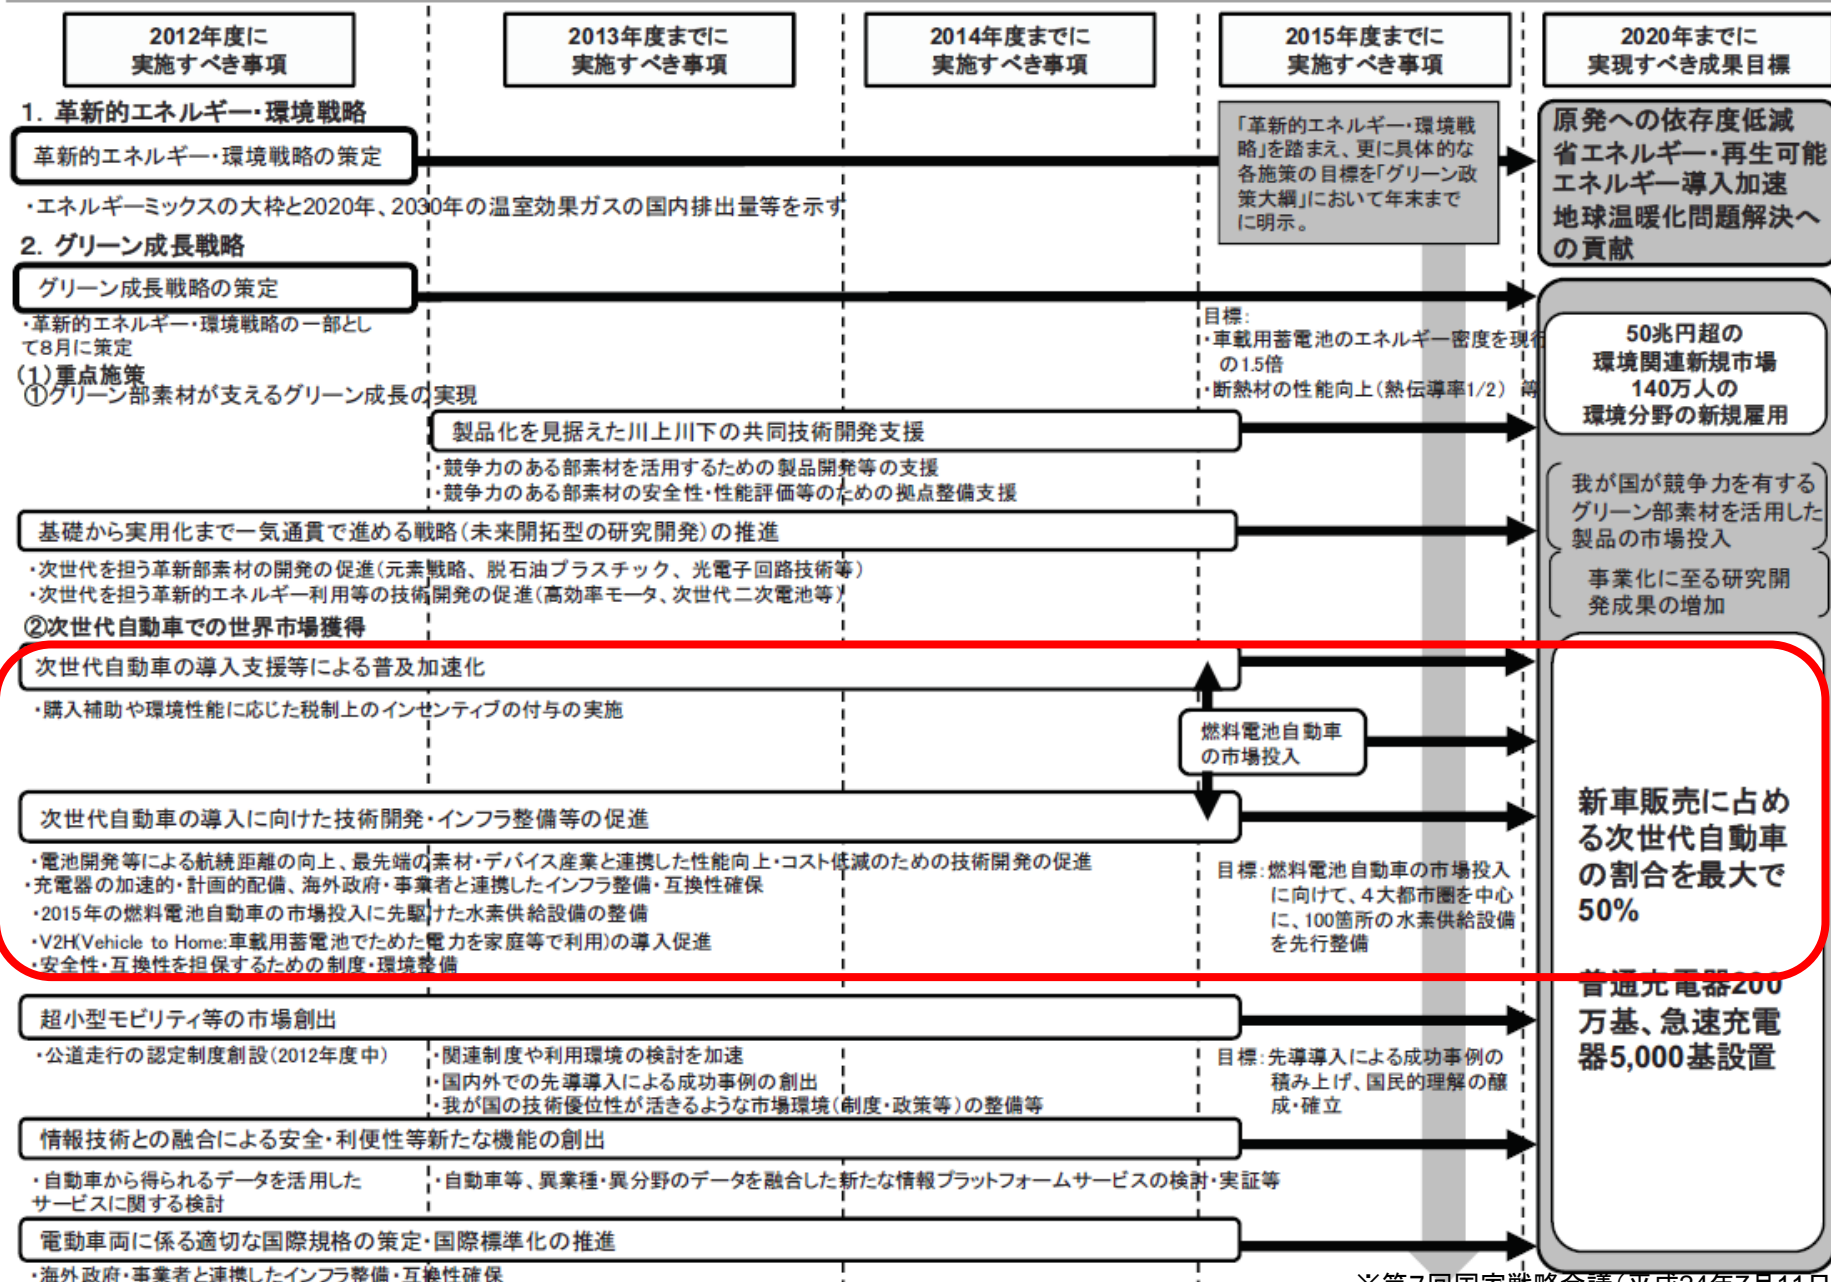 2012年度に
実施すべき事項
2013年度までに
実施すべき事項
2014年度までに
実施すべき事項
2015年度までに
実施すべき事項
2020年までに
実現すべき成果目標
1. 革新的エネルギー・環境戦略
革新的エネルギー・環境戦略の策定
・エネルギーミックスの大枠と2020年、2030年の温室効果ガスの国内排出量等を示す
「革新的エネルギー・環境戦
略」を踏まえ、更に具体的な
各施策の目標を「グリーン政
策大綱」において年末まで
に明示。
原発への依存度低減
省エネルギー・再生可能
エネルギー導入加速
地球温暖化問題解決へ
の貢献
2. グリーン成長戦略
グリーン成長戦略の策定
・革新的エネルギー・環境戦略の一部とし
て8月に策定
目標:
・車載用蓄電池のエネルギー密度を現行
の1.5倍
・断熱材の性能向上(熱伝導率1/2) 等
50兆円超の
環境関連新規市場
140万人の
環境分野の新規雇用
(1)重点施策
①グリーン部素材が支えるグリーン成長の実現
製品化を見据えた川上川下の共同技術開発支援
・競争力のある部素材を活用するための製品開発等の支援
・競争力のある部素材の安全性・性能評価等のための拠点整備支援
我が国が競争力を有する
グリーン部素材を活用した
製品の市場投入
基礎から実用化まで一気通貫で進める戦略(未来開拓型の研究開発)の推進
・次世代を担う革新部素材の開発の促進(元素戦略、脱石油プラスチック、光電子回路技術等)
・次世代を担う革新的エネルギー利用等の技術開発の促進(高効率モータ、次世代二次電池等)
事業化に至る研究開
発成果の増加
②次世代自動車での世界市場獲得
次世代自動車の導入支援等による普及加速化
・購入補助や環境性能に応じた税制上のインセンティブの付与の実施
燃料電池自動車
の市場投入
次世代自動車の導入に向けた技術開発・インフラ整備等の促進
・電池開発等による航続距離の向上、最先端の素材・デバイス産業と連携した性能向上・コスト低減のための技術開発の促進
・充電器の加速的・計画的配備、海外政府・事業者と連携したインフラ整備・互換性確保
・2015年の燃料電池自動車の市場投入に先駆けた水素供給設備の整備
・V2H(Vehicle to Home:車載用蓄電池でためた電力を家庭等で利用)の導入促進
・安全性・互換性を担保するための制度・環境整備
目標:燃料電池自動車の市場投入
に向けて、4大都市圏を中心
に、100箇所の水素供給設備
を先行整備
新車販売に占め
る次世代自動車
の割合を最大で
50%
普通充電器200
万基、急速充電
器5,000基設置
超小型モビリティ等の市場創出
・公道走行の認定制度創設(2012年度中)
・関連制度や利用環境の検討を加速
・国内外での先導導入による成功事例の創出
・我が国の技術優位性が活きるような市場環境(制度・政策等)の整備等
目標:先導導入による成功事例の
積み上げ、国民的理解の醸
成・確立
情報技術との融合による安全・利便性等新たな機能の創出
・自動車から得られるデータを活用した
サービスに関する検討
・自動車等、異業種・異分野のデータを融合した新たな情報プラットフォームサービスの検討・実証等
電動車両に係る適切な国際規格の策定・国際標準化の推進
・海外政府・事業者と連携したインフラ整備・互換性確保
※第7回国家戦略会議(平成24年7月11日